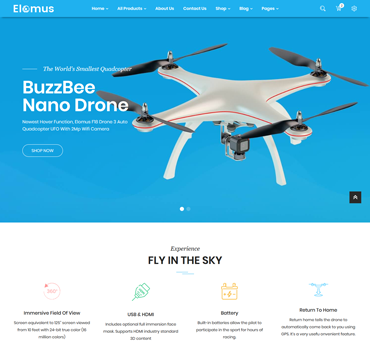 Elomus
Home
All Products
About Us
Contact Us
Shop
Blog
Pages
0
The World's Smallest Quadcopter
BuzzBee
Nano Drone
Newest Hover Function, Elomus F18 Drone 3 Auto
Quadcopter UFO With 2Mp Wifi Camera
SHOP NOW
Experience
FLY IN THE SKY
360°
Immersive Field Of View
Screen equivalent to 125" screen viewed
from 10 feet with 24-bit true color (16
million colors)
USB & HDMI
Includes optional full immersion face
mask. Supports HDMI industry standard
3D content
Battery
Built-in batteries allow the pilot to
participate in the sport for hours of
racing.
Return To Home
Return home tells the drone to
automatically come back to you using
GPS. It's a very useful onvenient feature.